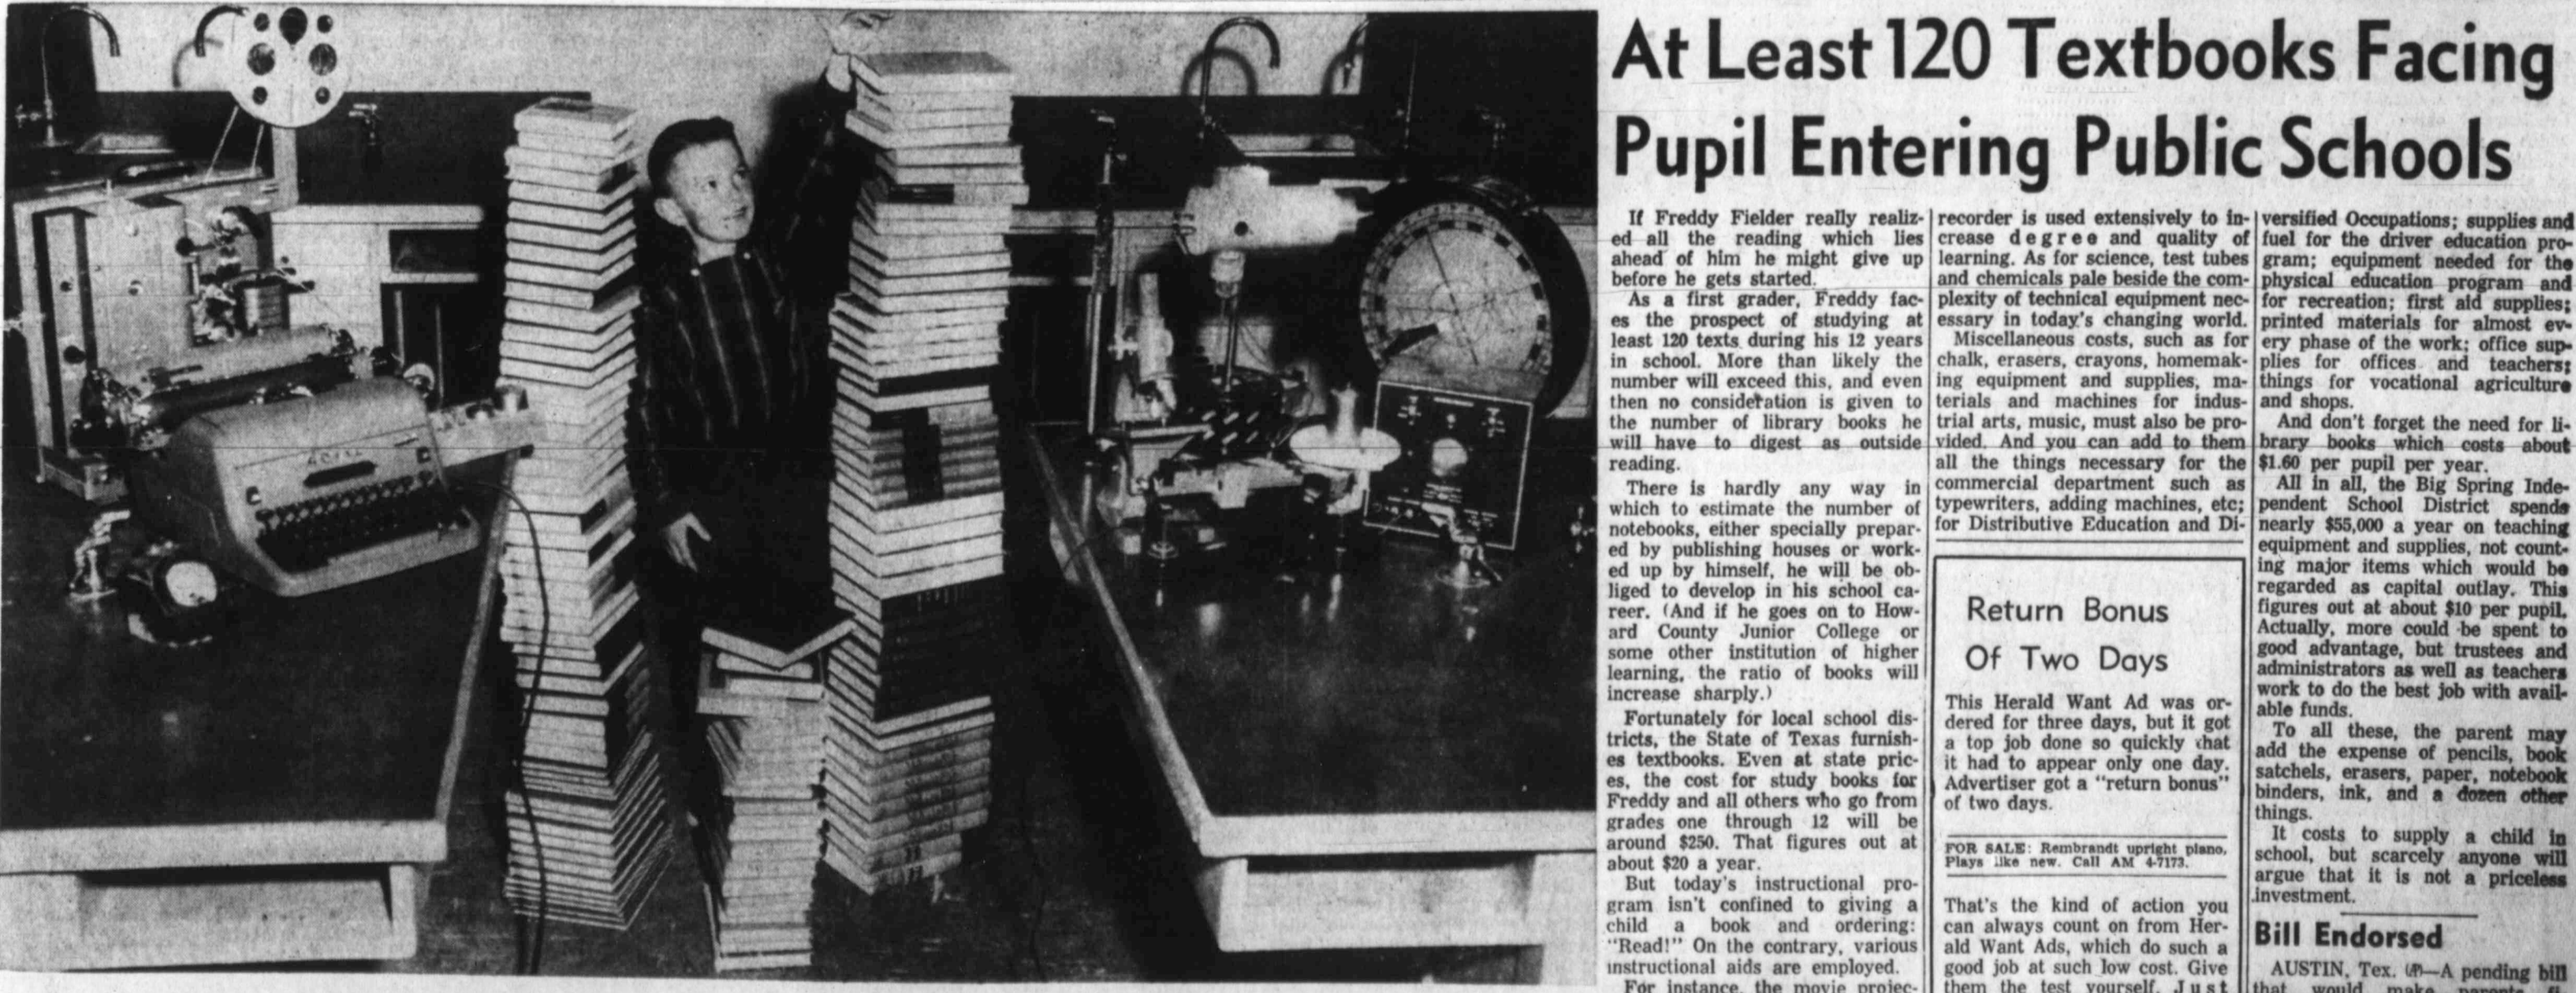 At Least 120 Textbooks Facing
Pupil Entering Public Schools
If Freddy Fielder really realiz-
ed all the reading which lies
ahead of him he might give up
before he gets started.
As a first grader, Freddy fac-
es the prospect of studying at
least 120 texts during his 12 years
in school. More than likely the
number will exceed this, and even
then no consideration is given to
the number of library books he
will have to digest as outside
reading.
There is hardly any way in
which to estimate the number of
notebooks, either specially prepar-
ed by publishing houses or work-
ed up by himself, he will be ob-
liged to develop in his school ca-
reer. (And if he goes on to How-
ard County Junior College or
some other institution of higher
learning, the ratio of books will
increase sharply.)
Fortunately for local school dis-
tricts, the State of Texas furnish-
es textbooks. Even at state pric-
es, the cost for study books for
Freddy and all others who go from
grades one through 12 will be
around $250. That figures out at
about $20 a year.
But today's instructional pro-
gram isn't confined to giving a
child a book and ordering:
"Read!" On the contrary, various
instructional aids are employed.
For instance, the movie projec-
recorder is used extensively to in-
crease degree and quality of
learning. As for science, test tubes
and chemicals pale beside the com-
plexity of technical equipment nec-
essary in today's changing world.
Miscellaneous costs, such as for
chalk, erasers, crayons, homemak-
ing equipment and supplies, ma-
terials and machines for indus-
trial arts, music, must also be pro-
vided. And you can add to them
all the things necessary for the
commercial department such as
typewriters, adding machines, etc;
for Distributive Education and Di-
Return Bonus
Of Two Days
This Herald Want Ad was or-
dered for three days, but it got
a top job done so quickly that
it had to appear only one day.
Advertiser got a "return bonus"
of two days.
FOR SALE: Rembrandt upright piano.
Plays like new. Call AM 4-7173.
That's the kind of action you
can always count on from Her-
ald Want Ads, which do such a
good job at such low cost. Give
them the test yourself. Just
versified Occupations; supplies and
fuel for the driver education pro-
gram; equipment needed for the
physical education program and
for recreation; first aid supplies;
printed materials for almost ev-
ery phase of the work; office sup-
plies for offices and teachers;
things for vocational agriculture
and shops.
And don't forget the need for li-
brary books which costs about
$1.60 per pupil per year.
All in all, the Big Spring Inde-
pendent School District spends
nearly $55,000 a year on teaching
equipment and supplies, not count-
ing major items which would be
regarded as capital outlay. This
figures out at about $10 per pupil.
Actually, more could be spent to
good advantage, but trustees and
administrators as well as teachers
work to do the best job with avail-
able funds.
To all these, the parent may
add the expense of pencils, book
satchels, erasers, paper, notebook
binders, ink, and a dozen other
things.
It costs to supply a child in
school, but scarcely anyone will
argue that it is not a priceless
investment.
Bill Endorsed
AUSTIN, Tex. (AP)—A pending bill
that would make parents